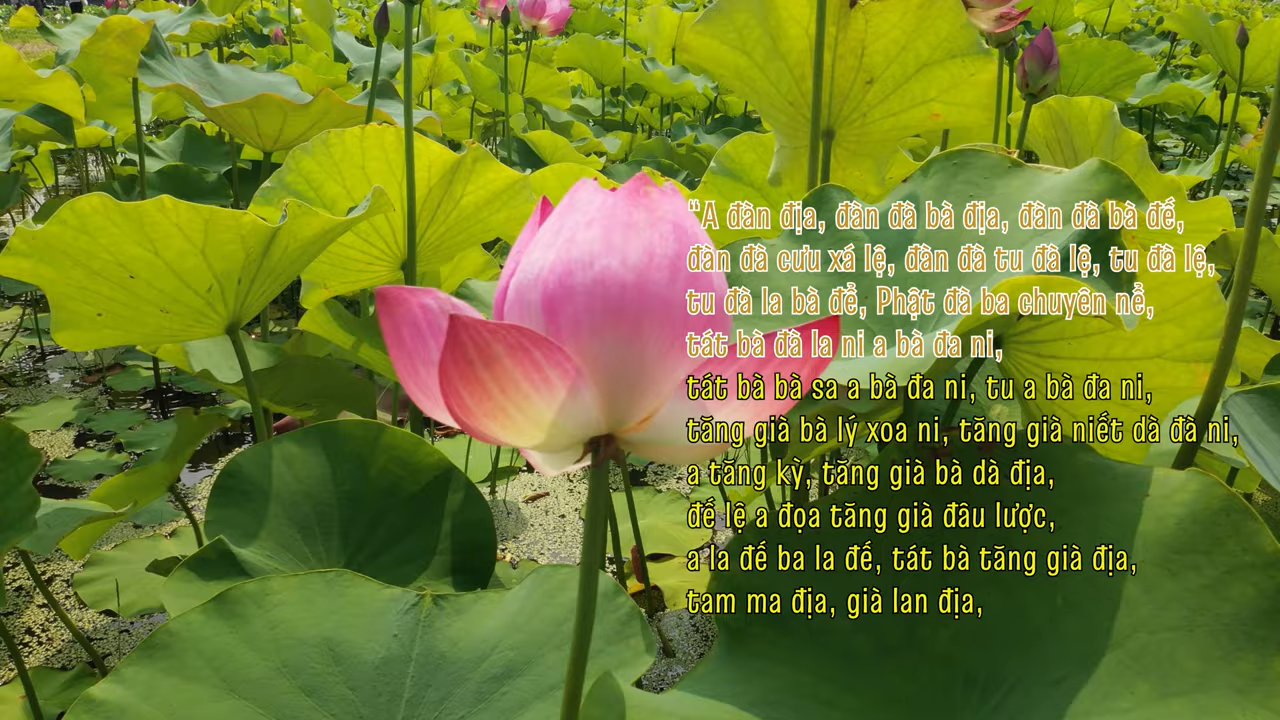 “A đàn địa, đàn đà bà địa, đàn đà bà đế,
đàn đà cưu xá lệ, đàn đà tu đà lệ, tu đà lệ,
tu đà la bà để, Phật đà ba chuyên nể,
tát bà đà la ni a bà đa ni,
tát bà bà sa a bà đa ni, tu a bà đa ni,
tăng già bà lý xoa ni, tăng già niết dà đà ni,
a tăng kỳ, tăng già bà dà địa,
đế lệ a đọa tăng già đâu lược,
a la đế ba la đế, tát bà tăng già địa,
tam ma địa, già lan địa,